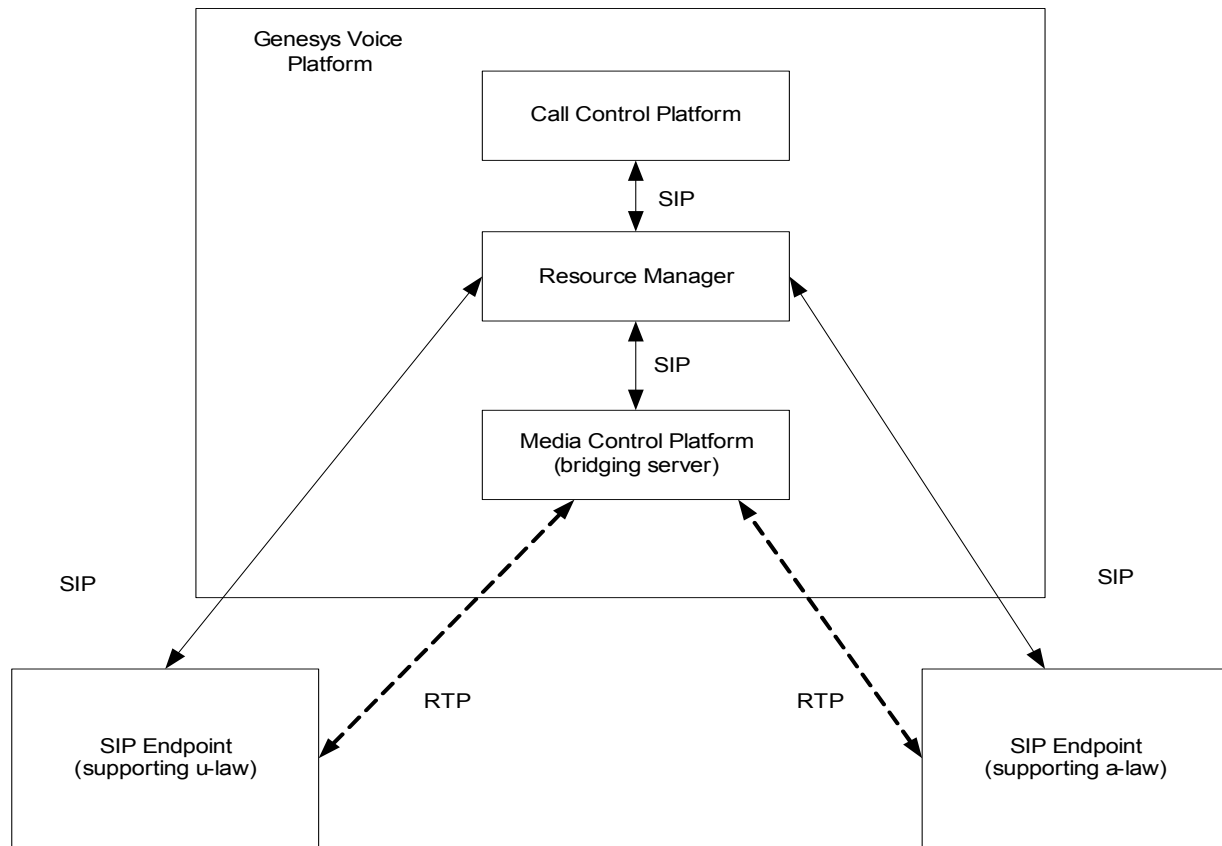 Genesys Voice
Platform
Call Control Platform
SIP
Resource Manager
SIP
Media Control Platform
(bridging server)
SIP
SIP
RTP
RTP
SIP Endpoint
(supporting u-law)
SIP Endpoint
(supporting a-law)